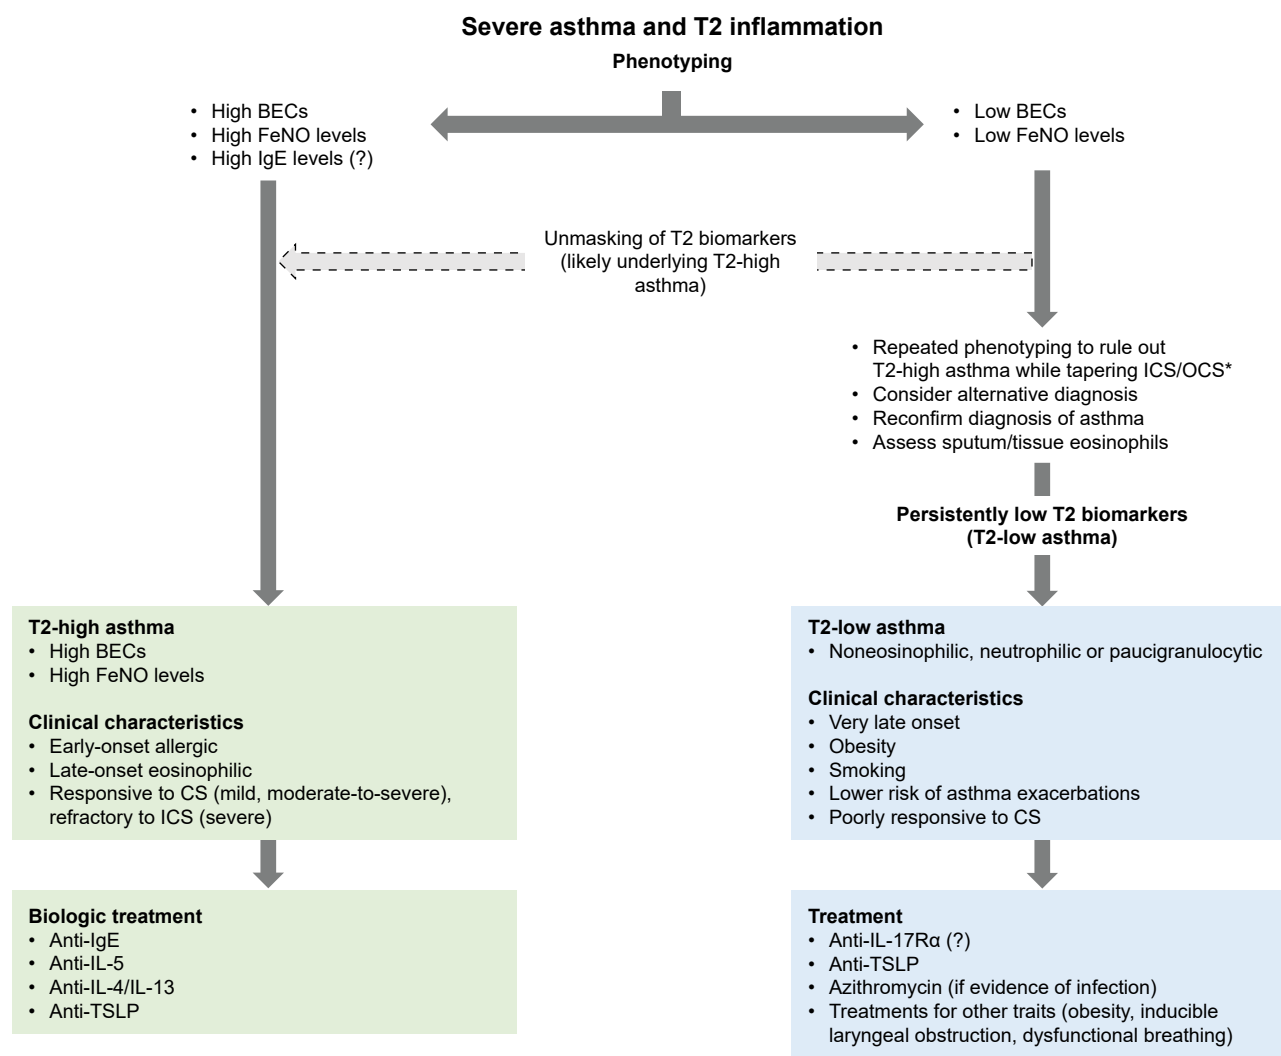 Severe asthma and T2 inflammation
Phenotyping
• High BECs
• High FeNO levels
• High IgE levels (?)
• Low BECs
• Low FeNO levels
Unmasking of T2 biomarkers
(likely underlying T2-high
asthma)
• Repeated phenotyping to rule out
T2-high asthma while tapering ICS/OCS*
• Consider alternative diagnosis
• Reconfirm diagnosis of asthma
• Assess sputum/tissue eosinophils
Persistently low T2 biomarkers
(T2-low asthma)
T2-high asthma
• High BECs
• High FeNO levels
Clinical characteristics
• Early-onset allergic
• Late-onset eosinophilic
• Responsive to CS (mild, moderate-to-severe),
refractory to ICS (severe)
T2-low asthma
• Noneosinophilic, neutrophilic or paucigranulocytic
Clinical characteristics
• Very late onset
• Obesity
• Smoking
• Lower risk of asthma exacerbations
• Poorly responsive to CS
Biologic treatment
• Anti-IgE
• Anti-IL-5
• Anti-IL-4/IL-13
• Anti-TSLP
Treatment
• Anti-IL-17Rα (?)
• Anti-TSLP
• Azithromycin (if evidence of infection)
• Treatments for other traits (obesity, inducible
laryngeal obstruction, dysfunctional breathing)